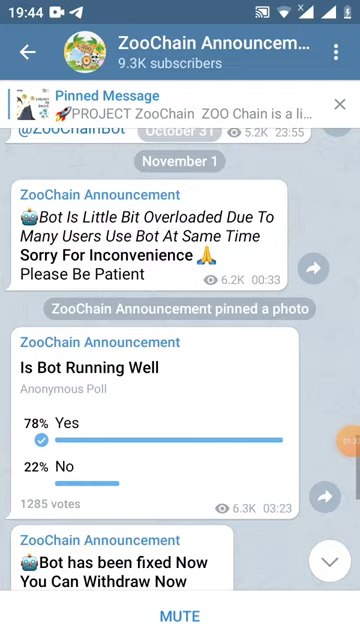 19:44
ZooChain Announcem...
9.3K subscribers
Pinned Message
🚀PROJECT ZooChain ZOO Chain is a li...
@ZooChainBot
October 31
5.2K 23:55
November 1
ZooChain Announcement
🤖Bot Is Little Bit Overloaded Due To
Many Users Use Bot At Same Time
Sorry For Inconvenience 🙏
Please Be Patient
6.2K 00:33
ZooChain Announcement pinned a photo
ZooChain Announcement
Is Bot Running Well
Anonymous Poll
78% Yes
22% No
1285 votes
6.3K 03:23
ZooChain Announcement
🤖Bot has been fixed Now
You Can Withdraw Now
MUTE